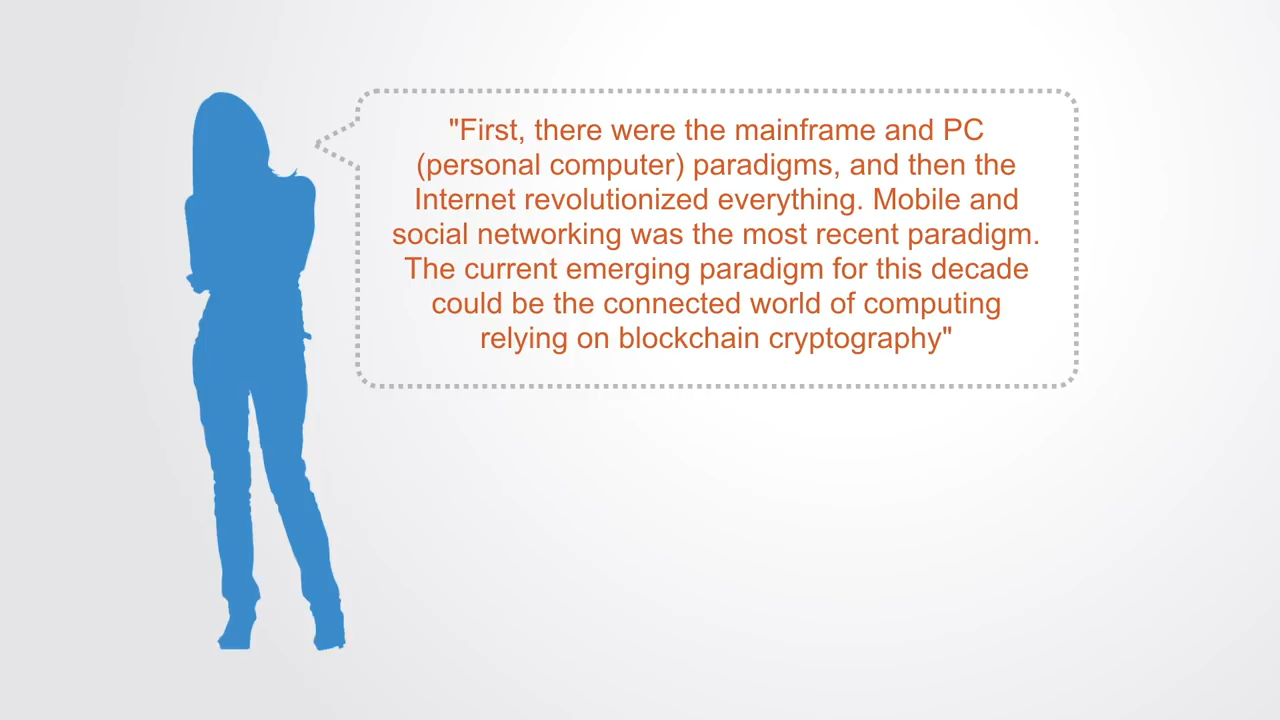 "First, there were the mainframe and PC
(personal computer) paradigms, and then the
Internet revolutionized everything. Mobile and
social networking was the most recent paradigm.
The current emerging paradigm for this decade
could be the connected world of computing
relying on blockchain cryptography"